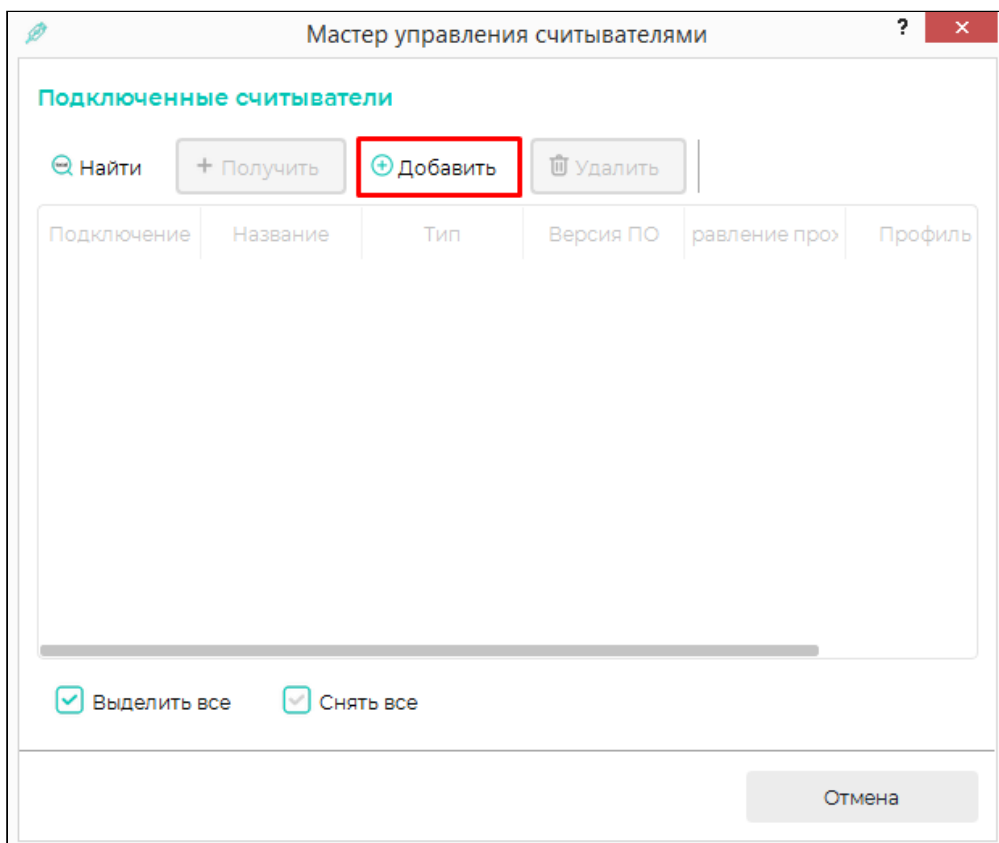 Мастер управления считывателями ? ×
Подключенные считыватели
Найти + Получить Добавить Удалить
Подключение Название Тип Версия ПО равление прох Профиль
Выделить все Снять все
Отмена